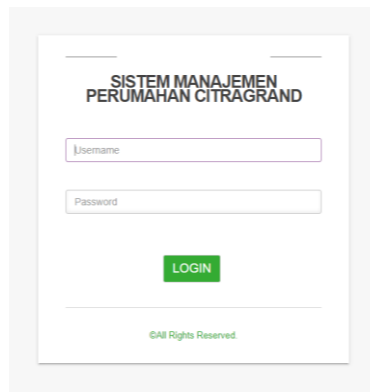 SISTEM MANAJEMEN
PERUMAHAN CITRAGRAND
Username
Password
LOGIN
©All Rights Reserved.